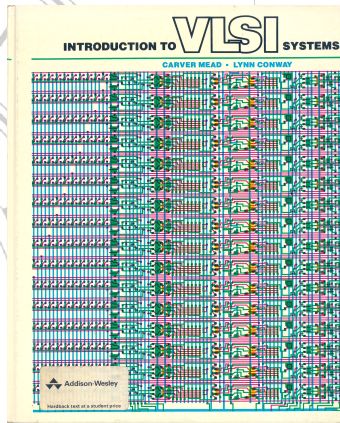 INTRODUCTION TO VLSI SYSTEMS
CARVER MEAD • LYNN CONWAY
Addison-Wesley
Hardback text at a student price